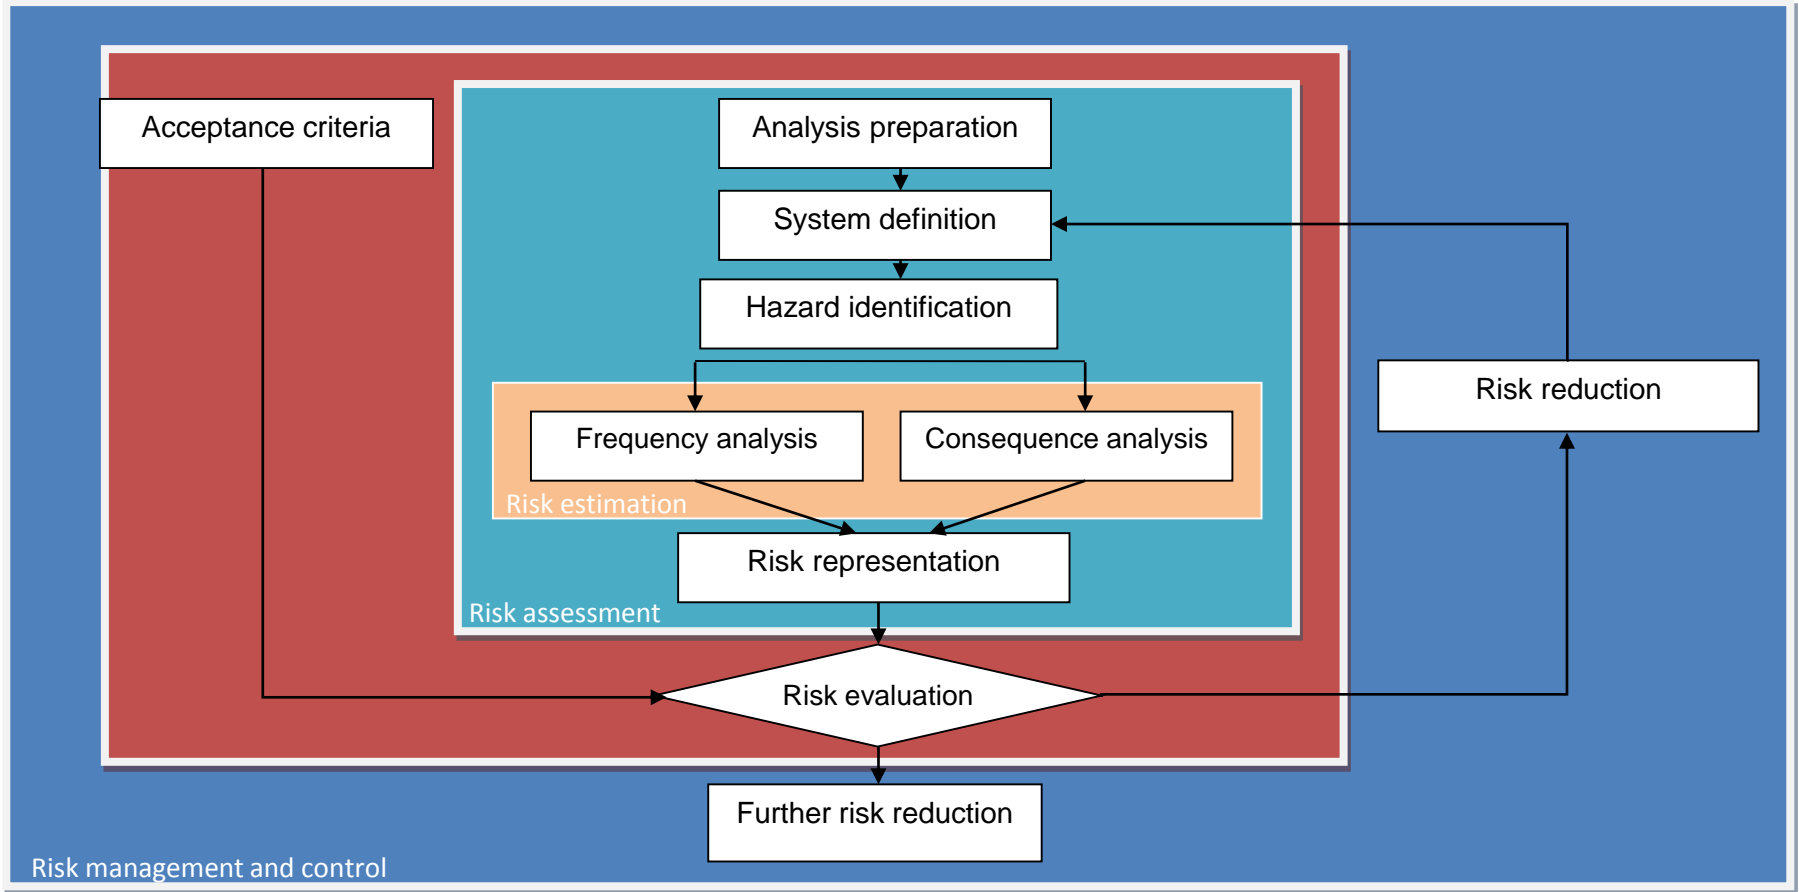 Acceptance criteria
Analysis preparation
System definition
Hazard identification
Risk reduction
Frequency analysis
Consequence analysis
Risk estimation
Risk representation
Risk assessment
Risk evaluation
Further risk reduction
Risk management and control